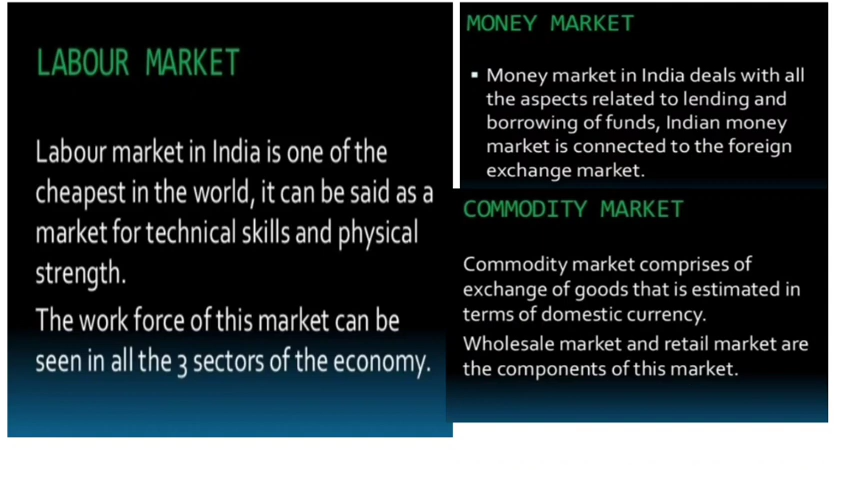 LABOUR MARKET
Labour market in India is one of the
cheapest in the world, it can be said as a
market for technical skills and physical
strength.
The work force of this market can be
seen in all the 3 sectors of the economy.
MONEY MARKET
▪ Money market in India deals with all
the aspects related to lending and
borrowing of funds, Indian money
market is connected to the foreign
exchange market.
COMMODITY MARKET
Commodity market comprises of
exchange of goods that is estimated in
terms of domestic currency.
Wholesale market and retail market are
the components of this market.